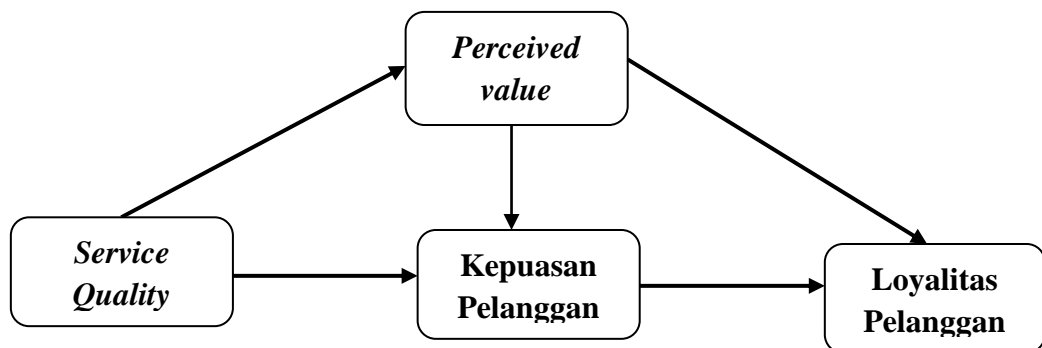 Perceived
value
Service
Quality
Kepuasan
Pelanggan
Loyalitas
Pelanggan